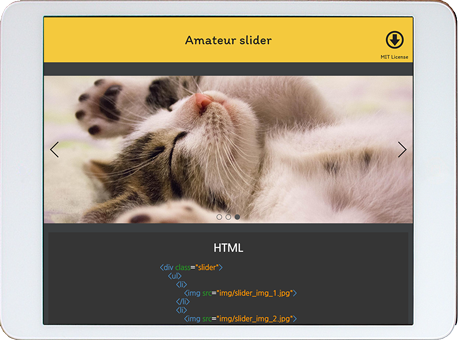 Amateur slider
MIT License
HTML
<div class="slider">
<ul>
<li>
<img src="img/slider_img_1.jpg">
</li>
<li>
<img src="img/slider_img_2.jpg">